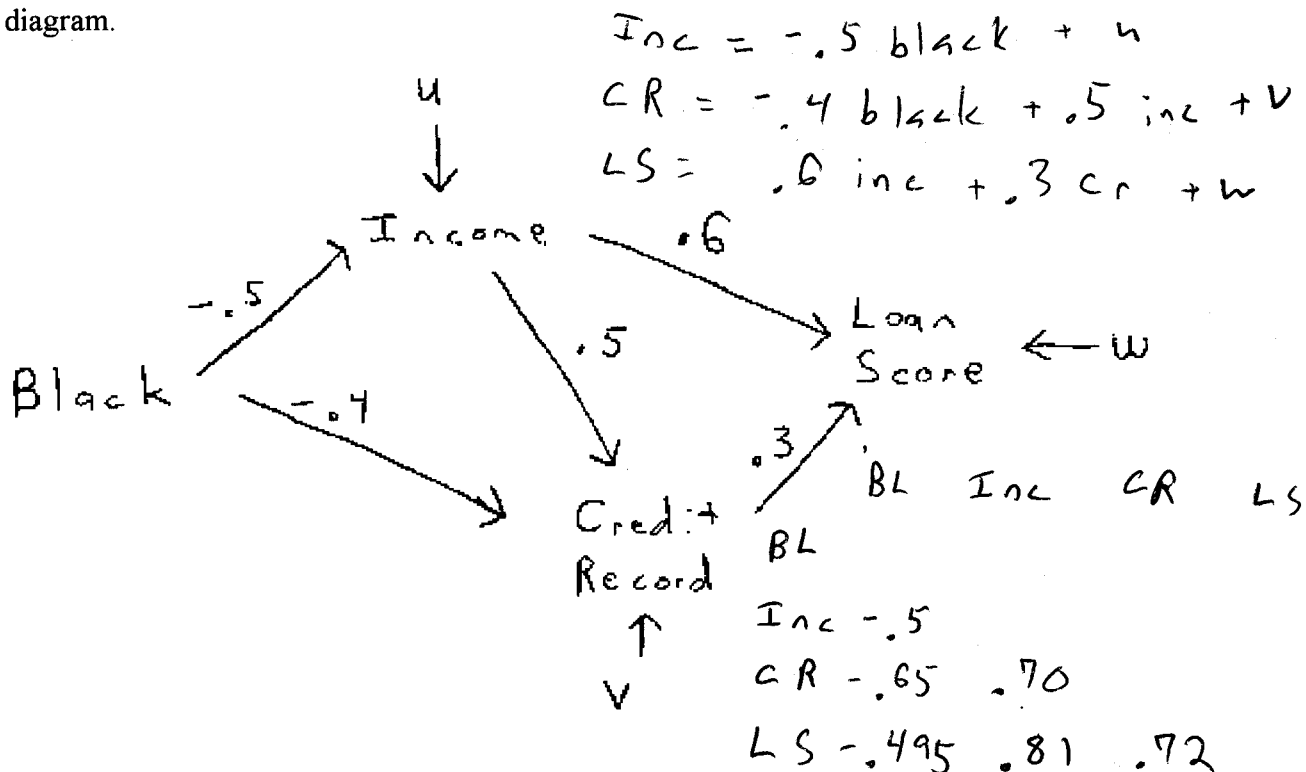 diagram.
Inc = -.5 black + u
CR = -.4 black + .5 inc + v
LS = .6 inc + .3 cr + w
u
Income
.6
-.5
.5
Loan
Score
w
Black
-.4
.3
BL Inc CR LS
Credit
Record
BL
Inc -.5
CR -.65 .70
v
LS -.495 .81 .72